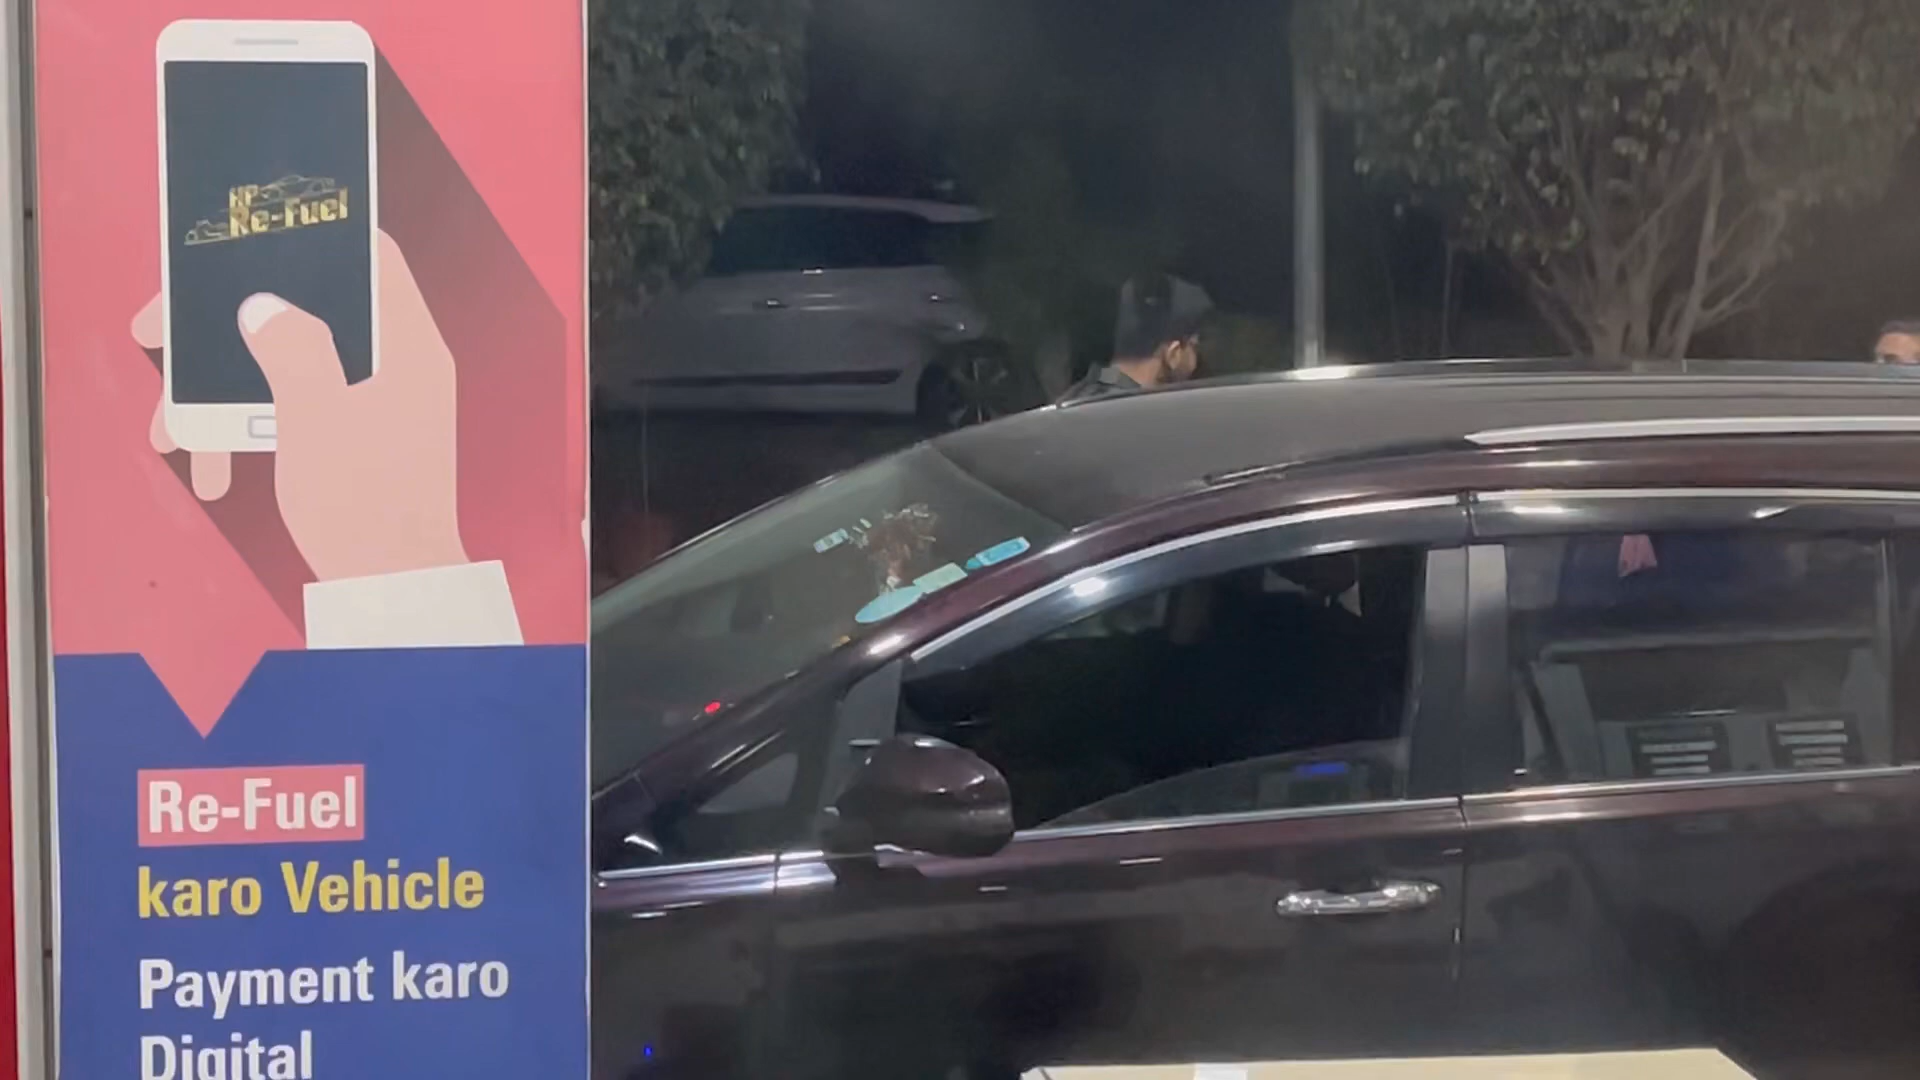 HP
Re-Fuel
Re-Fuel
karo Vehicle
Payment karo
Digital